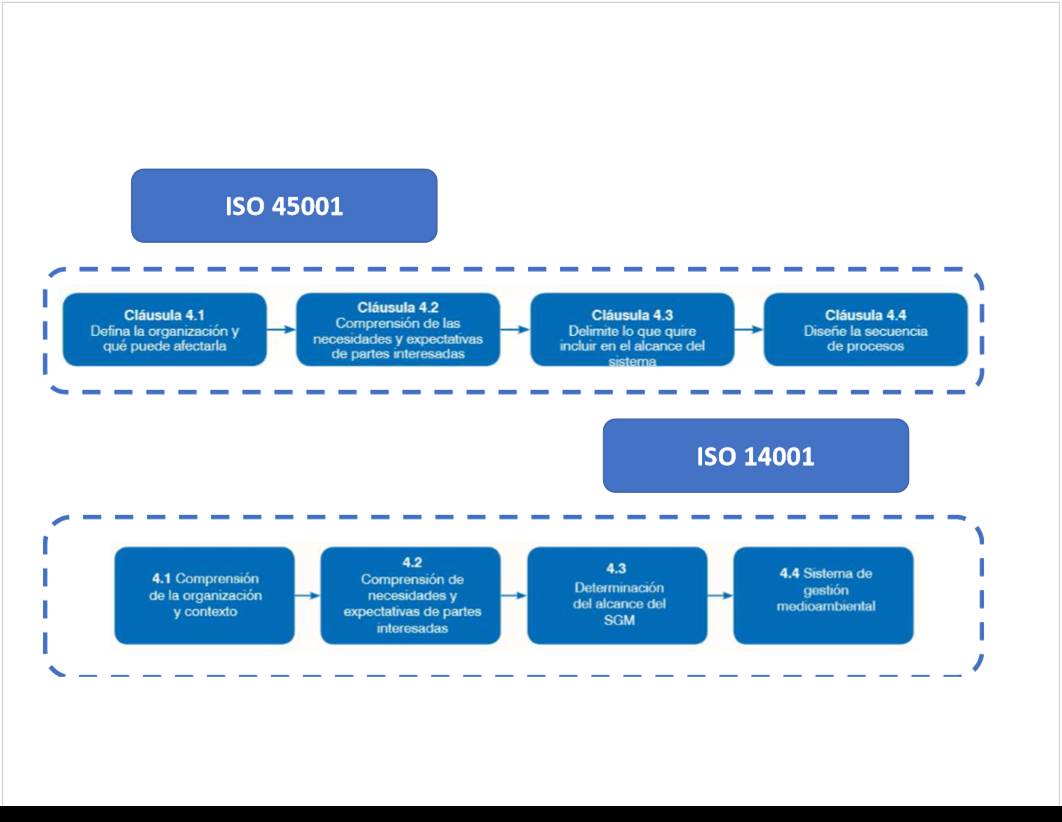 ISO 45001
Cláusula 4.1
Defina la organización y
qué puede afectarla
Cláusula 4.2
Comprensión de las
necesidades y expectativas
de partes interesadas
Cláusula 4.3
Delimite lo que quire
incluir en el alcance del
sistema
Cláusula 4.4
Diseñe la secuencia
de procesos
ISO 14001
4.1 Comprensión
de la organización
y contexto
4.2
Comprensión de
necesidades y
expectativas de partes
interesadas
4.3
Determinación
del alcance del
SGM
4.4 Sistema de
gestión
medioambiental